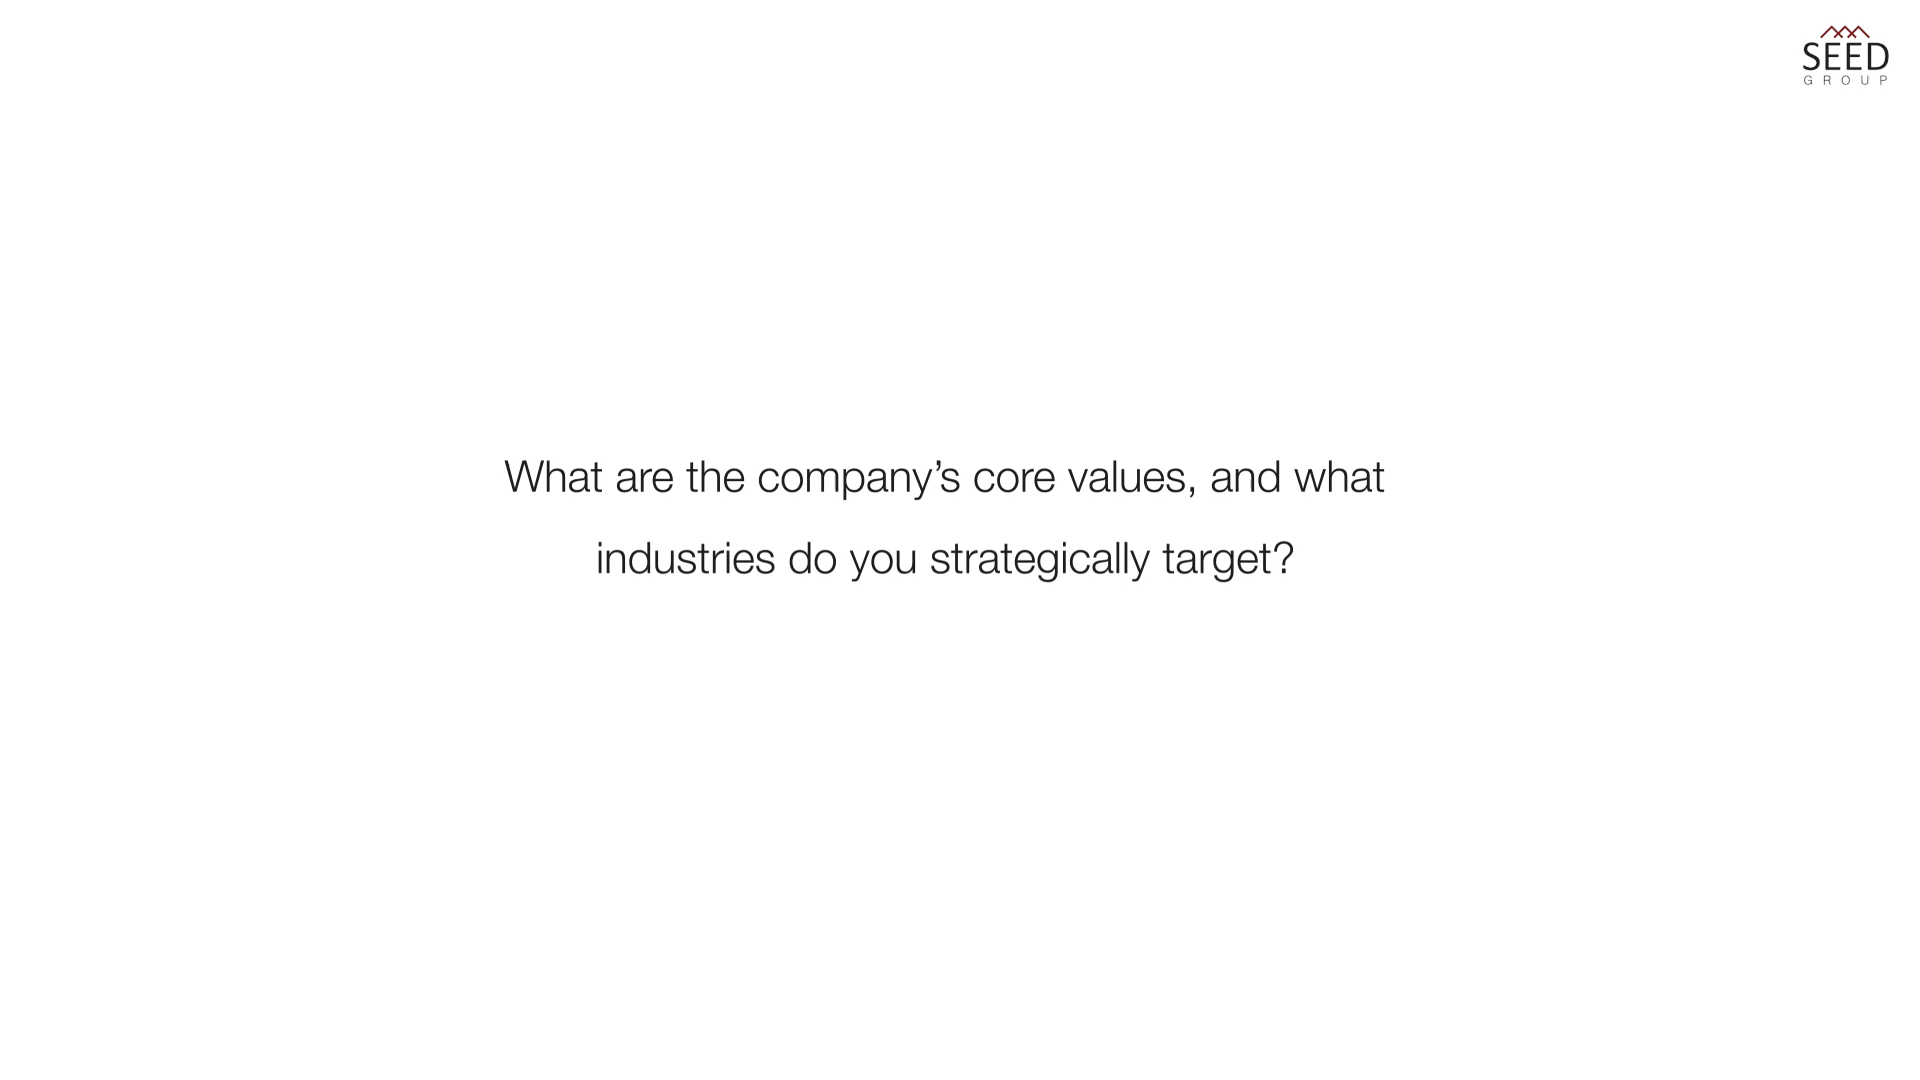 SEED
GROUP
What are the company’s core values, and what
industries do you strategically target?